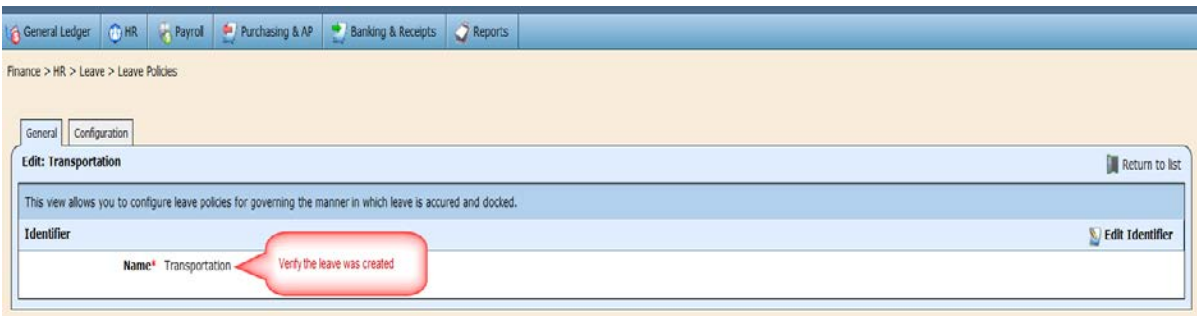 General Ledger HR Payroll Purchasing & AP Banking & Receipts Reports
Finance > HR > Leave > Leave Policies
General Configuration
Edit: Transportation Return to list
This view allows you to configure leave policies for governing the manner in which leave is accured and docked.
Identifier Edit Identifier
Name* Transportation Verify the leave was created